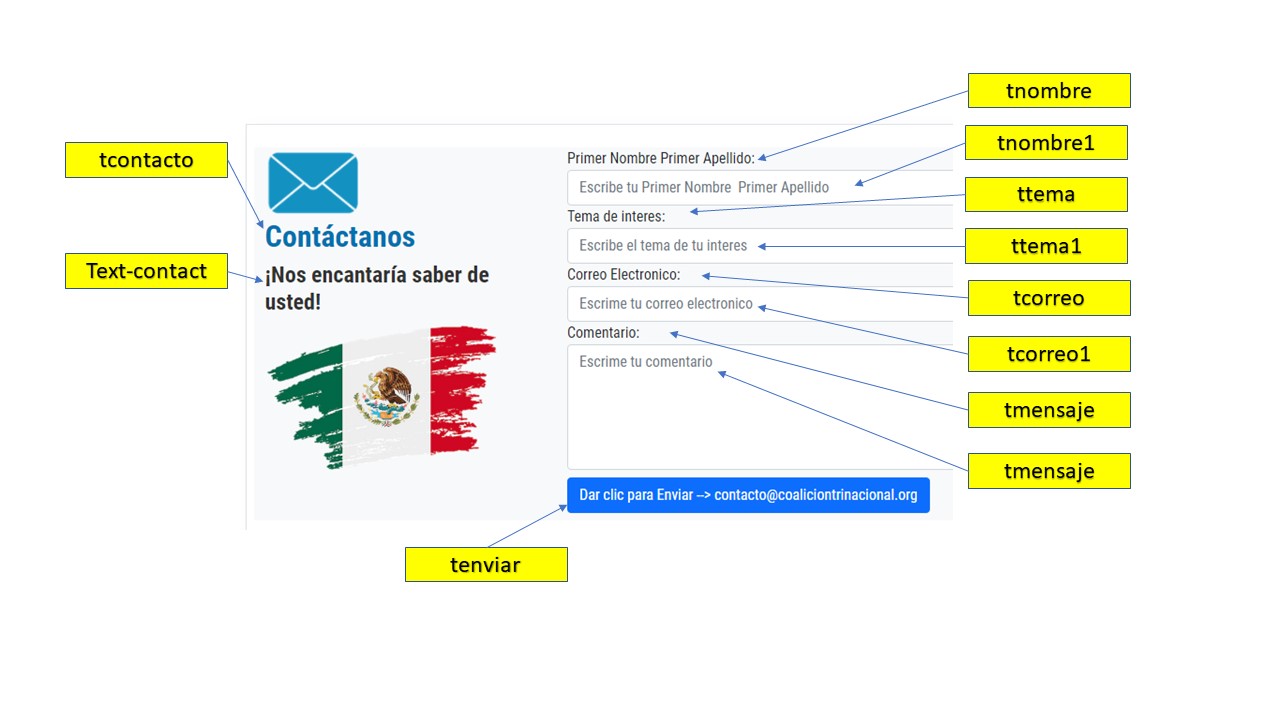 tnombre
tnombre1
tcontacto
Primer Nombre Primer Apellido:
Escribe tu Primer Nombre Primer Apellido
ttema
Tema de interes:
Contáctanos
Escribe el tema de tu interes
ttema1
Text-contact
¡Nos encantaría saber de
usted!
Correo Electronico:
tcorreo
Escrime tu correo electronico
Comentario:
tcorreo1
Escrime tu comentario
tmensaje
tmensaje
Dar clic para Enviar --> contacto@coaliciontrinacional.org
tenviar